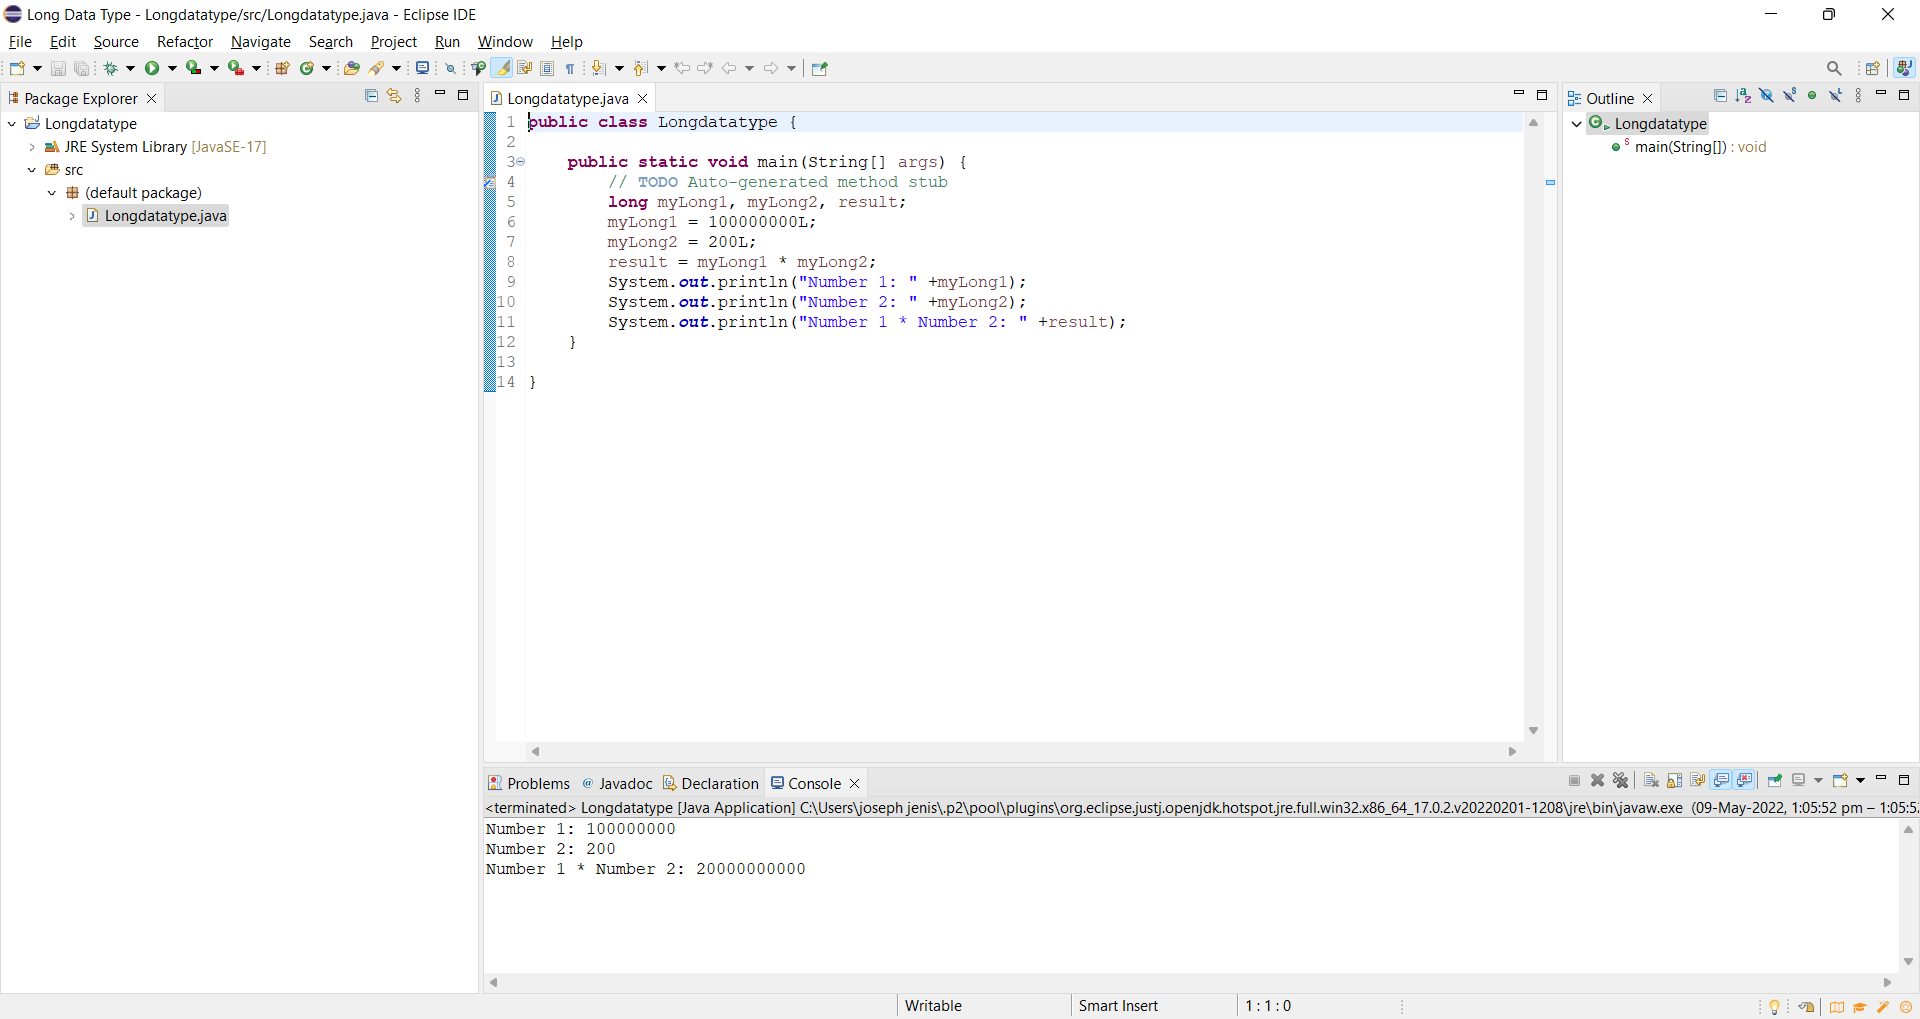 Long Data Type - Longdatatype/src/Longdatatype.java - Eclipse IDE
File Edit Source Refactor Navigate Search Project Run Window Help
Package Explorer
Longdatatype
JRE System Library [JavaSE-17]
src
(default package)
Longdatatype.java
Longdatatype.java
1 public class Longdatatype {
2
3 public static void main(String[] args) {
4 // TODO Auto-generated method stub
5 long myLong1, myLong2, result;
6 myLong1 = 100000000L;
7 myLong2 = 200L;
8 result = myLong1 * myLong2;
9 System.out.println("Number 1: " +myLong1);
10 System.out.println("Number 2: " +myLong2);
11 System.out.println("Number 1 * Number 2: " +result);
12 }
13
14 }
Outline
Longdatatype
main(String[]) : void
Problems @ Javadoc Declaration Console
<terminated> Longdatatype [Java Application] C:\Users\joseph jenis\.p2\pool\plugins\org.eclipse.justj.openjdk.hotspot.jre.full.win32.x86_64_17.0.2.v20220201-1208\jre\bin\javaw.exe (09-May-2022, 1:05:52 pm – 1:05:5
Number 1: 100000000
Number 2: 200
Number 1 * Number 2: 20000000000
Writable Smart Insert 1 : 1 : 0